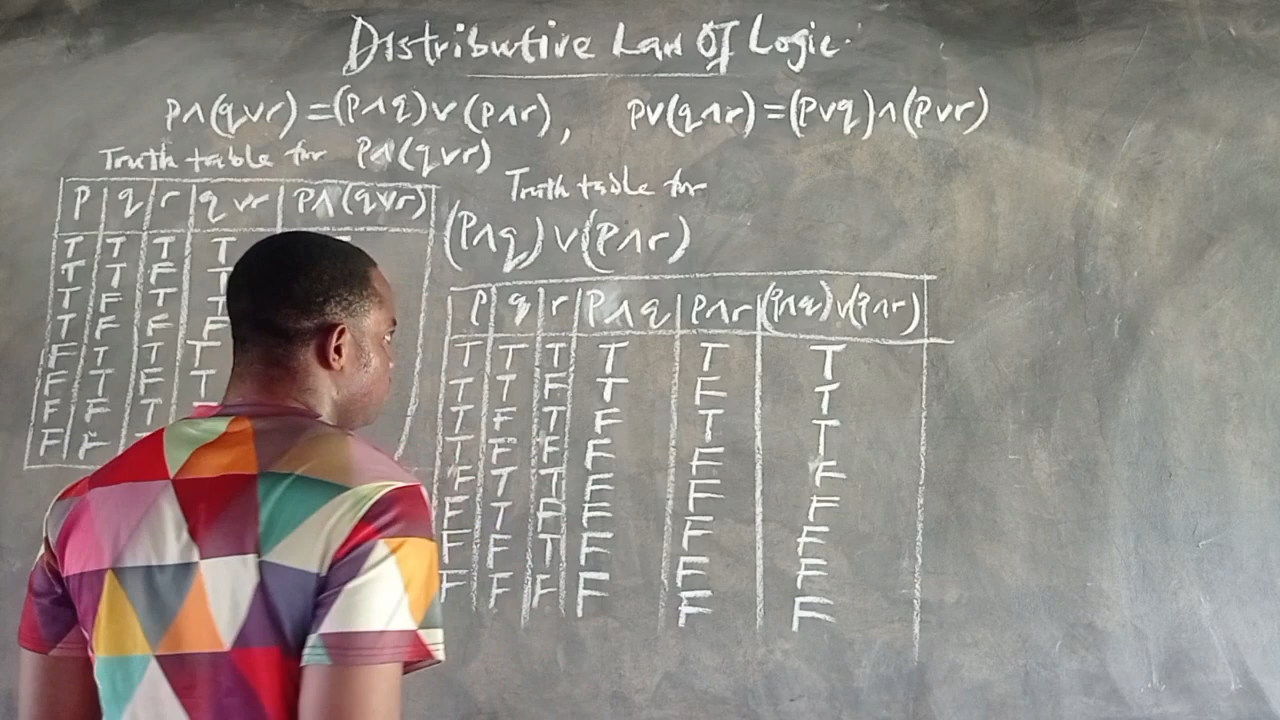 Distributive Law Of Logic.
P∧(q∨r)=(P∧q)∨(P∧r), P∨(q∧r)=(P∨q)∧(P∨r)
Truth table for P∧(q∨r)
P q r q∨r P∧(q∨r)
T T T T
T T F T
T F T T
T F F F
F T T T
F T F T
F F T
F F
Truth table for
(P∧q)∨(P∧r)
P q r P∧q P∧r (P∧q)∨(P∧r)
T T T T T T
T T F T F T
T F T F T T
T F F F F F
F T T F F F
F T F F F F
F F T F F F
F F F F F F